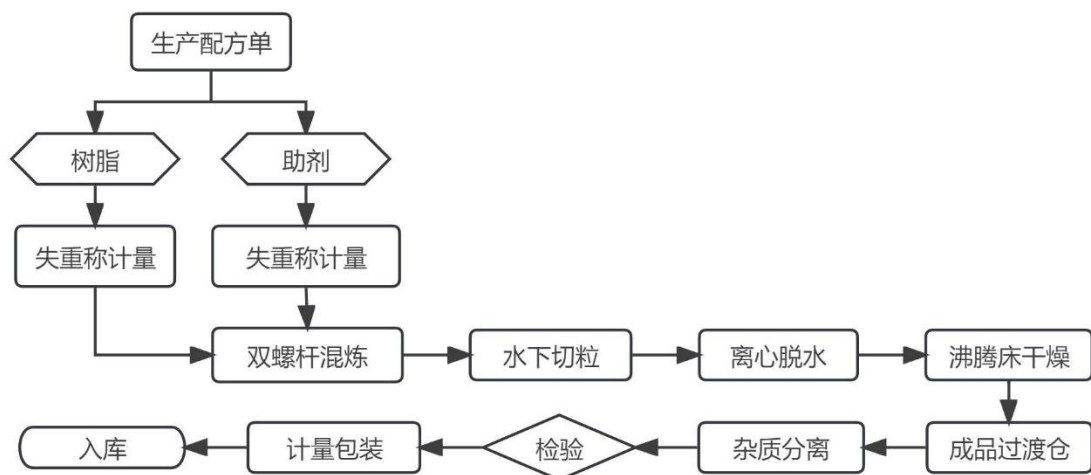 生产配方单
树脂
助剂
失重称计量
失重称计量
双螺杆混炼
水下切粒
离心脱水
沸腾床干燥
入库
计量包装
检验
杂质分离
成品过渡仓